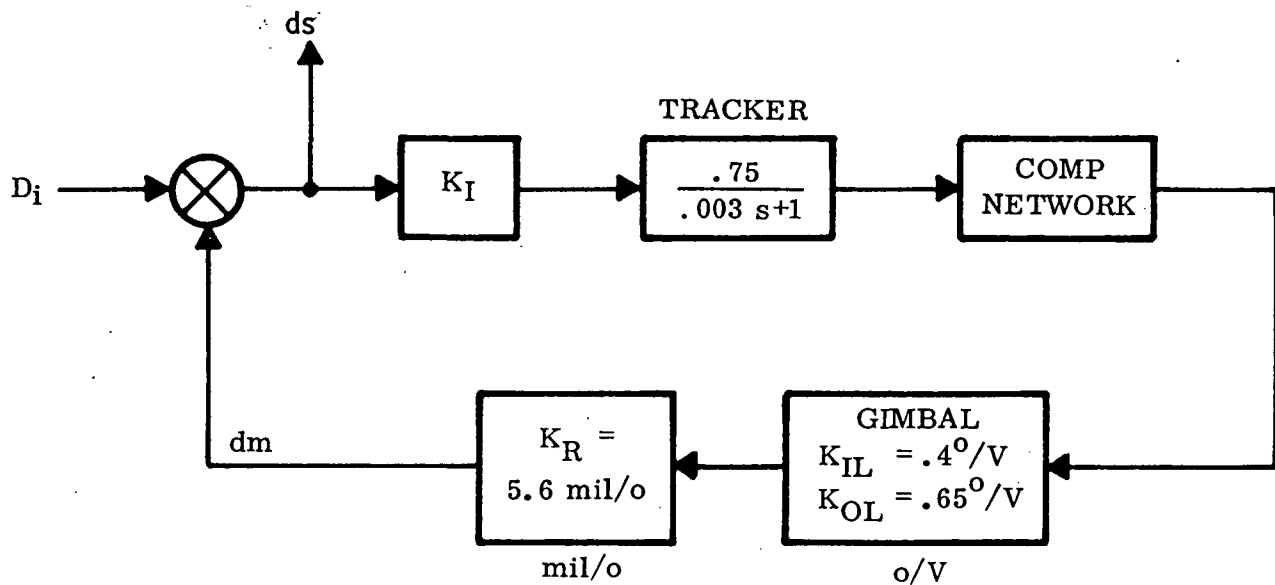 ds
D_i
K_I
TRACKER
.75
.003 s+1
COMP
NETWORK
dm
K_R =
5.6 mil/o
mil/o
GIMBAL
K_IL = .4°/V
K_OL = .65°/V
o/V